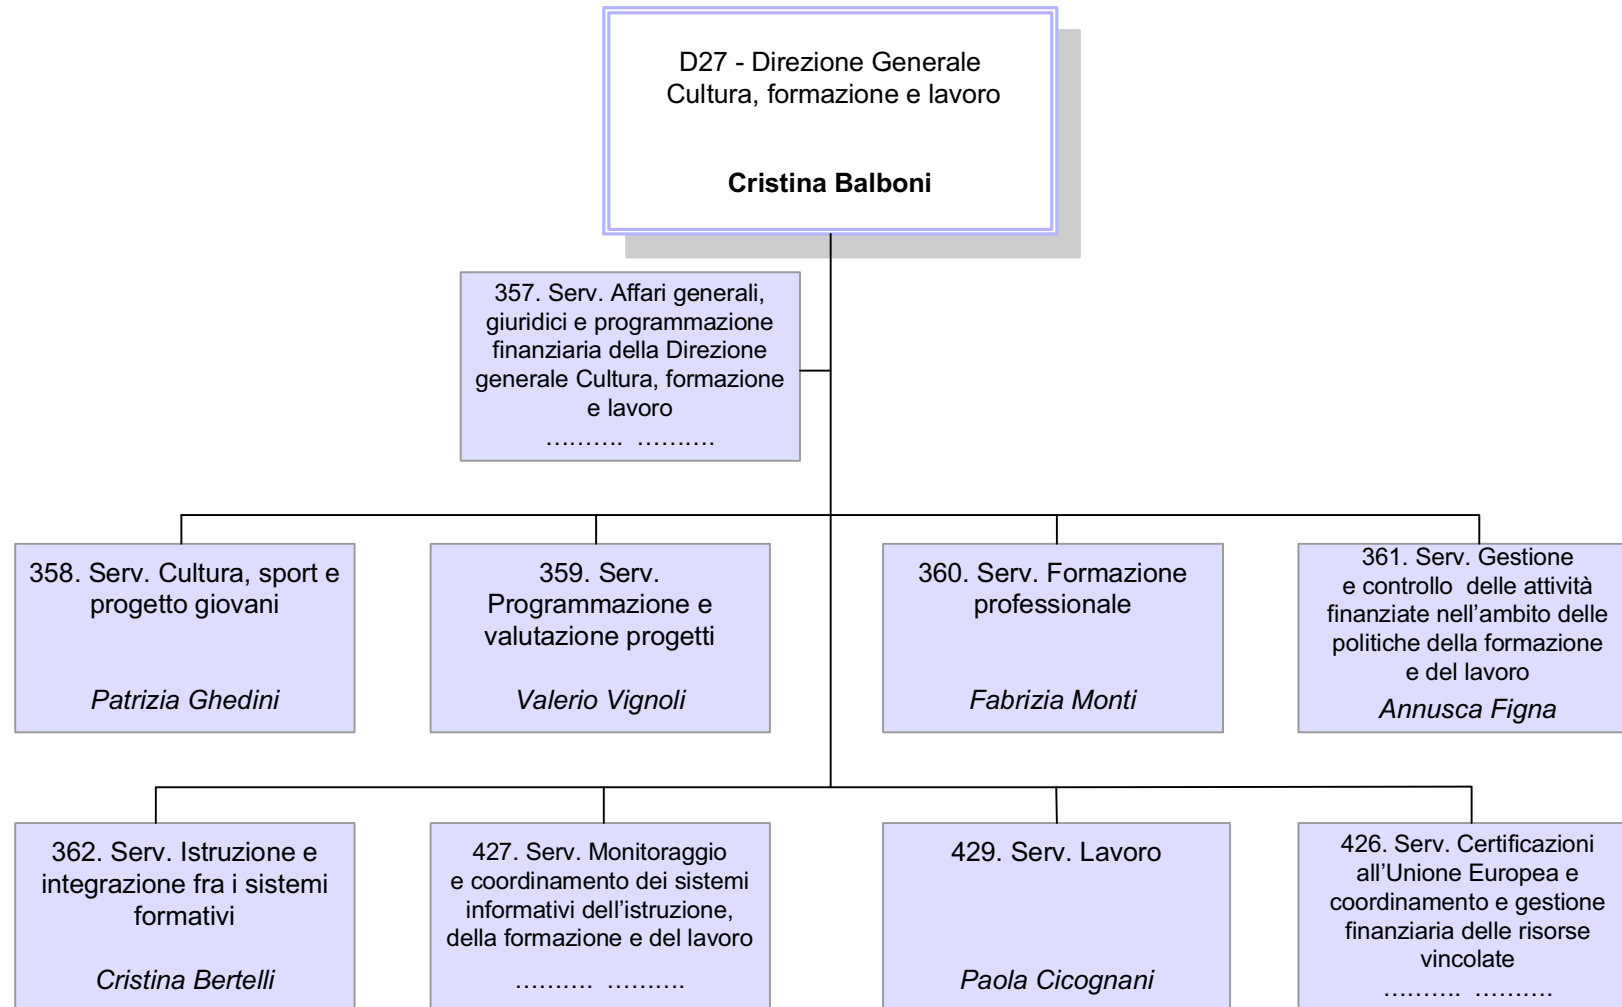 D27 - Direzione Generale
Cultura, formazione e lavoro
Cristina Balboni
357. Serv. Affari generali,
giuridici e programmazione
finanziaria della Direzione
generale Cultura, formazione
e lavoro
………. ……….
358. Serv. Cultura, sport e
progetto giovani
Patrizia Ghedini
359. Serv.
Programmazione e
valutazione progetti
Valerio Vignoli
360. Serv. Formazione
professionale
Fabrizia Monti
361. Serv. Gestione
e controllo  delle attività
finanziate nell’ambito delle
politiche della formazione
e del lavoro
Annusca Figna
362. Serv. Istruzione e
integrazione fra i sistemi
formativi
Cristina Bertelli
427. Serv. Monitoraggio
e coordinamento dei sistemi
informativi dell’istruzione,
della formazione e del lavoro
………. ……….
429. Serv. Lavoro
Paola Cicognani
426. Serv. Certificazioni
all’Unione Europea e
coordinamento e gestione
finanziaria delle risorse
vincolate
………. ……….